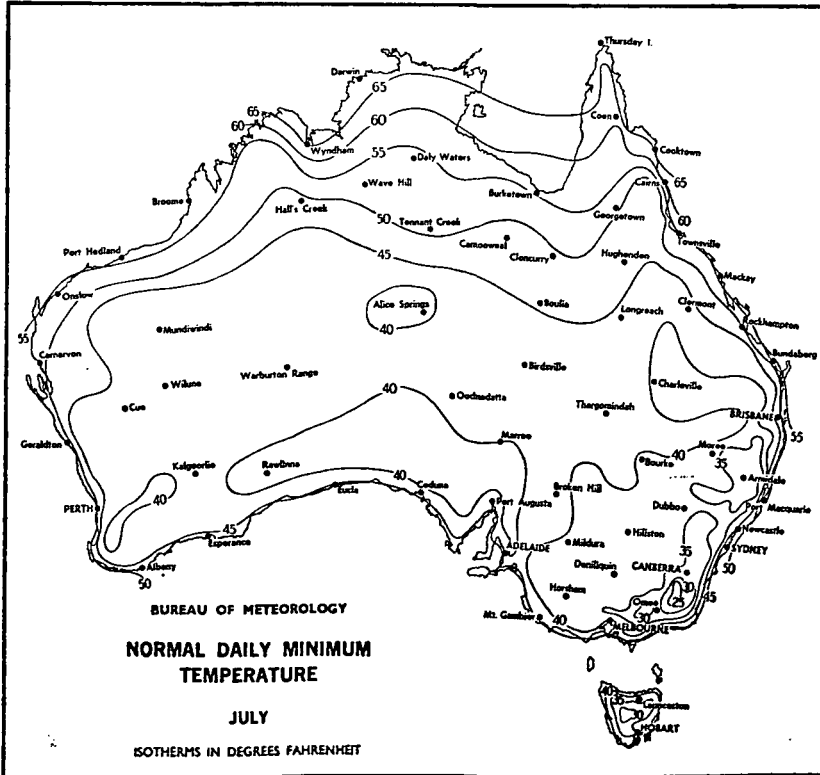 Thursday I.
Darwin
65
Coen
65
60
60
Wyndham
55
Daly Waters
Cooktown
Wave Hill
Cairns
65
Broome
Hall's Creek
Burketown
50
Georgetown
60
Tennant Creek
Camooweal
Townsville
Port Hedland
45
Cloncurry
Hughenden
Mackay
Onslow
Alice Springs
Boulia
Longreach
Clermont
40
Rockhampton
55
Mundiwindi
Carnarvon
Warburton Range
Birdsville
Bundaberg
Wiluna
40
Charleville
Cue
Oodnadatta
Thargomindah
BRISBANE
Geraldton
Marree
40
Moree
55
35
Kalgoorlie
Rawlinna
40
Bourke
40
Ceduna
Broken Hill
Armidale
Eucla
Port Augusta
Port
PERTH
Dubbo
Macquarie
45
Hillston
Newcastle
Esperance
ADELAIDE
Mildura
35
SYDNEY
Albany
Deniliquin
CANBERRA
50
50
30
45
Horsham
Omeo
25
BUREAU OF METEOROLOGY
Mt. Gambier
40
30
MELBOURNE
NORMAL DAILY MINIMUM
TEMPERATURE
JULY
40
35
Launceston
30
HOBART
ISOTHERMS IN DEGREES FAHRENHEIT